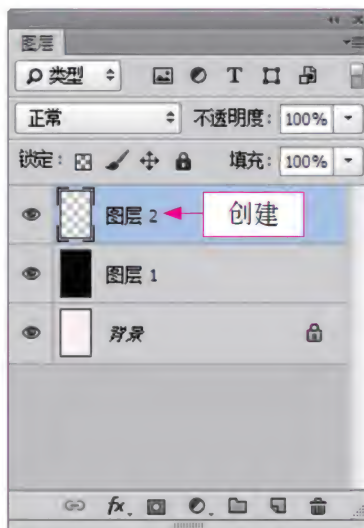 图层
类型 T
正常 不透明度: 100%
锁定: 填充: 100%
图层 2 创建
图层 1
背景
fx